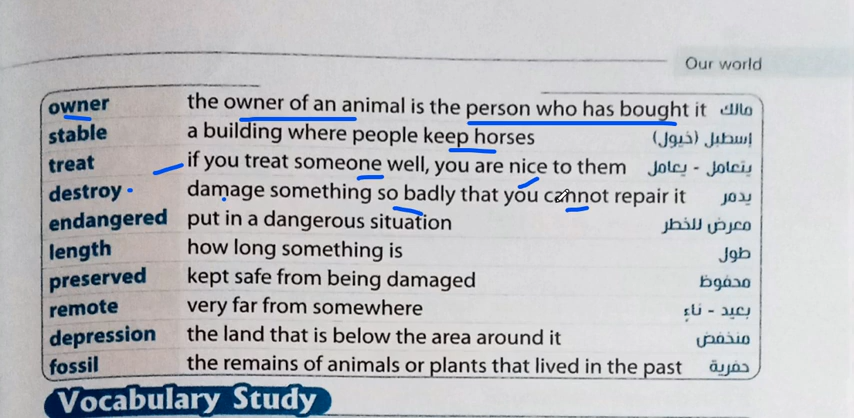 Our world
owner the owner of an animal is the person who has bought it مالك
stable a building where people keep horses إسطبل (خيول)
treat if you treat someone well, you are nice to them يتعامل - يعامل
destroy damage something so badly that you cannot repair it يدمر
endangered put in a dangerous situation معرض للخطر
length how long something is طول
preserved kept safe from being damaged محفوظ
remote very far from somewhere بعيد - ناءٍ
depression the land that is below the area around it منخفض
fossil the remains of animals or plants that lived in the past حفرية
Vocabulary Study